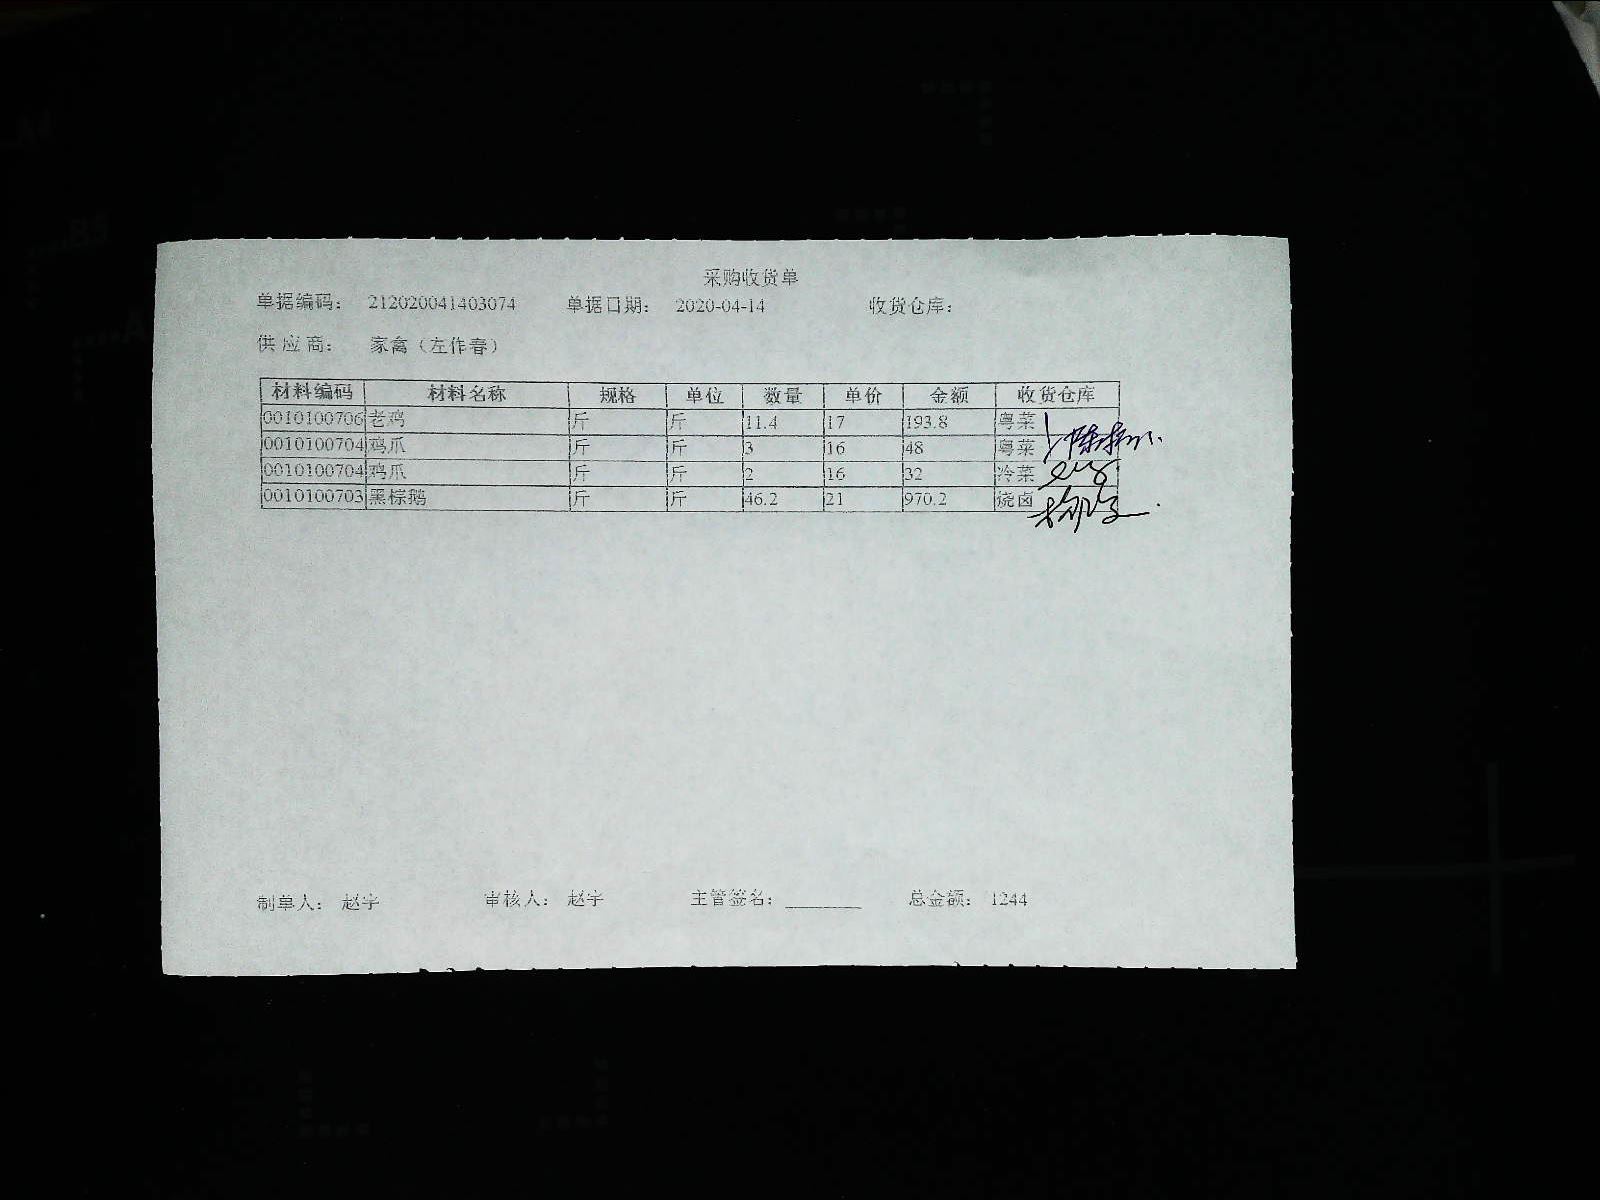 采购收货单
单据编码： 212020041403074 单据日期： 2020-04-14 收货仓库：
供 应 商： 家禽（左作春）
材料编码 材料名称 规格 单位 数量 单价 金额 收货仓库
0010100706 老鸡 斤 斤 11.4 17 193.8 粤菜
0010100704 鸡爪 斤 斤 3 16 48 粤菜
0010100704 鸡爪 斤 斤 2 16 32 冷菜
0010100703 黑棕鹅 斤 斤 46.2 21 970.2 烧卤
制单人： 赵宇 审核人： 赵宇 主管签名： 总金额： 1244